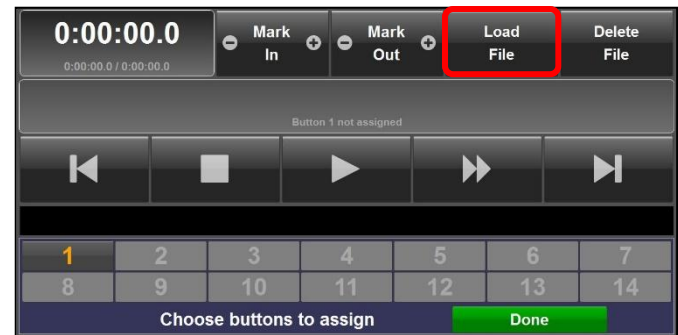 0:00:00.0
0:00:00.0 / 0:00:00.0
Mark
In
Mark
Out
Load
File
Delete
File
Button 1 not assigned
1 2 3 4 5 6 7
8 9 10 11 12 13 14
Choose buttons to assign
Done